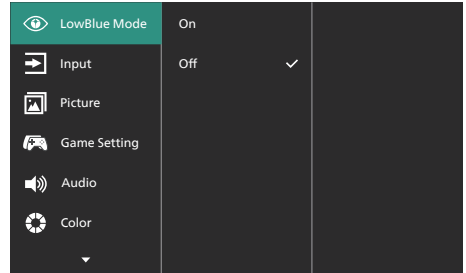 LowBlue Mode
On
Input
Off
Picture
Game Setting
Audio
Color